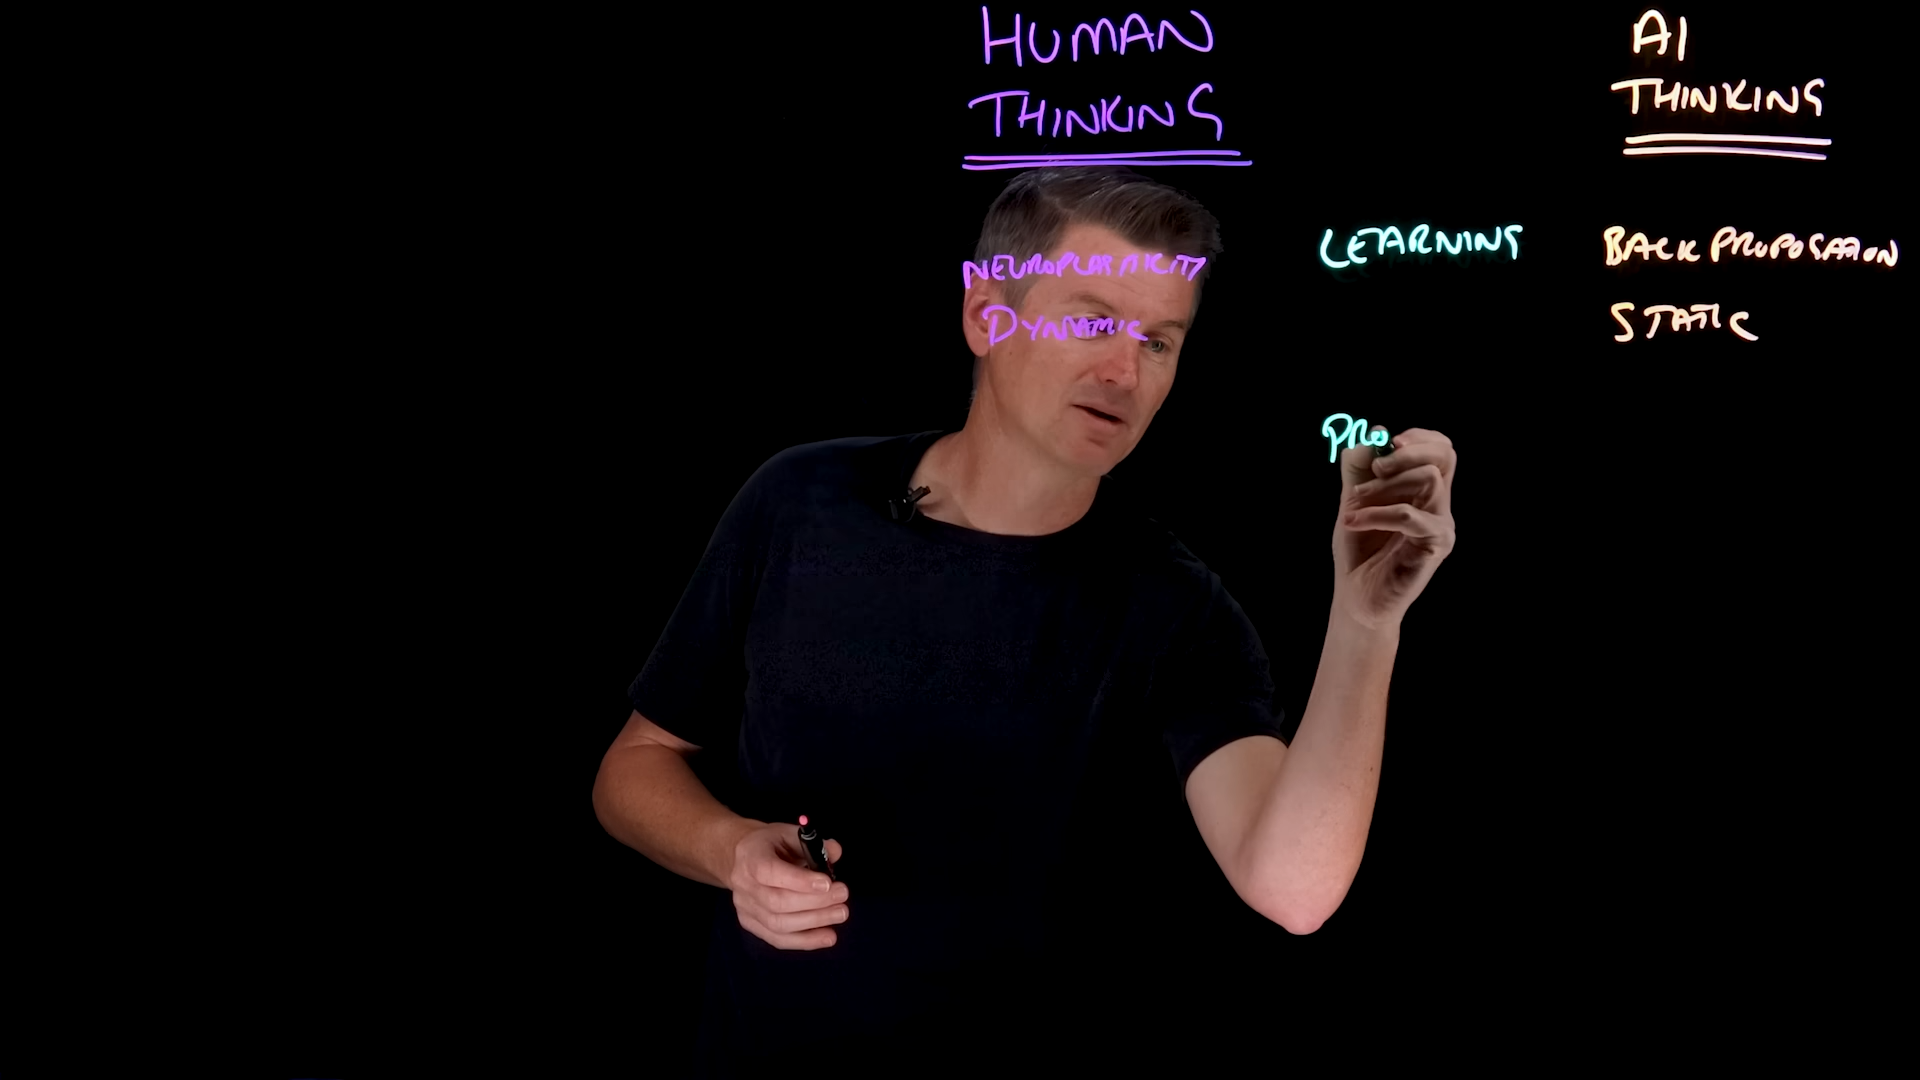 HUMAN
THINKING
AI
THINKING
LEARNING
NEUROPLASTICITY
BACK PROPOGATION
DYNAMIC
STATIC
PRO